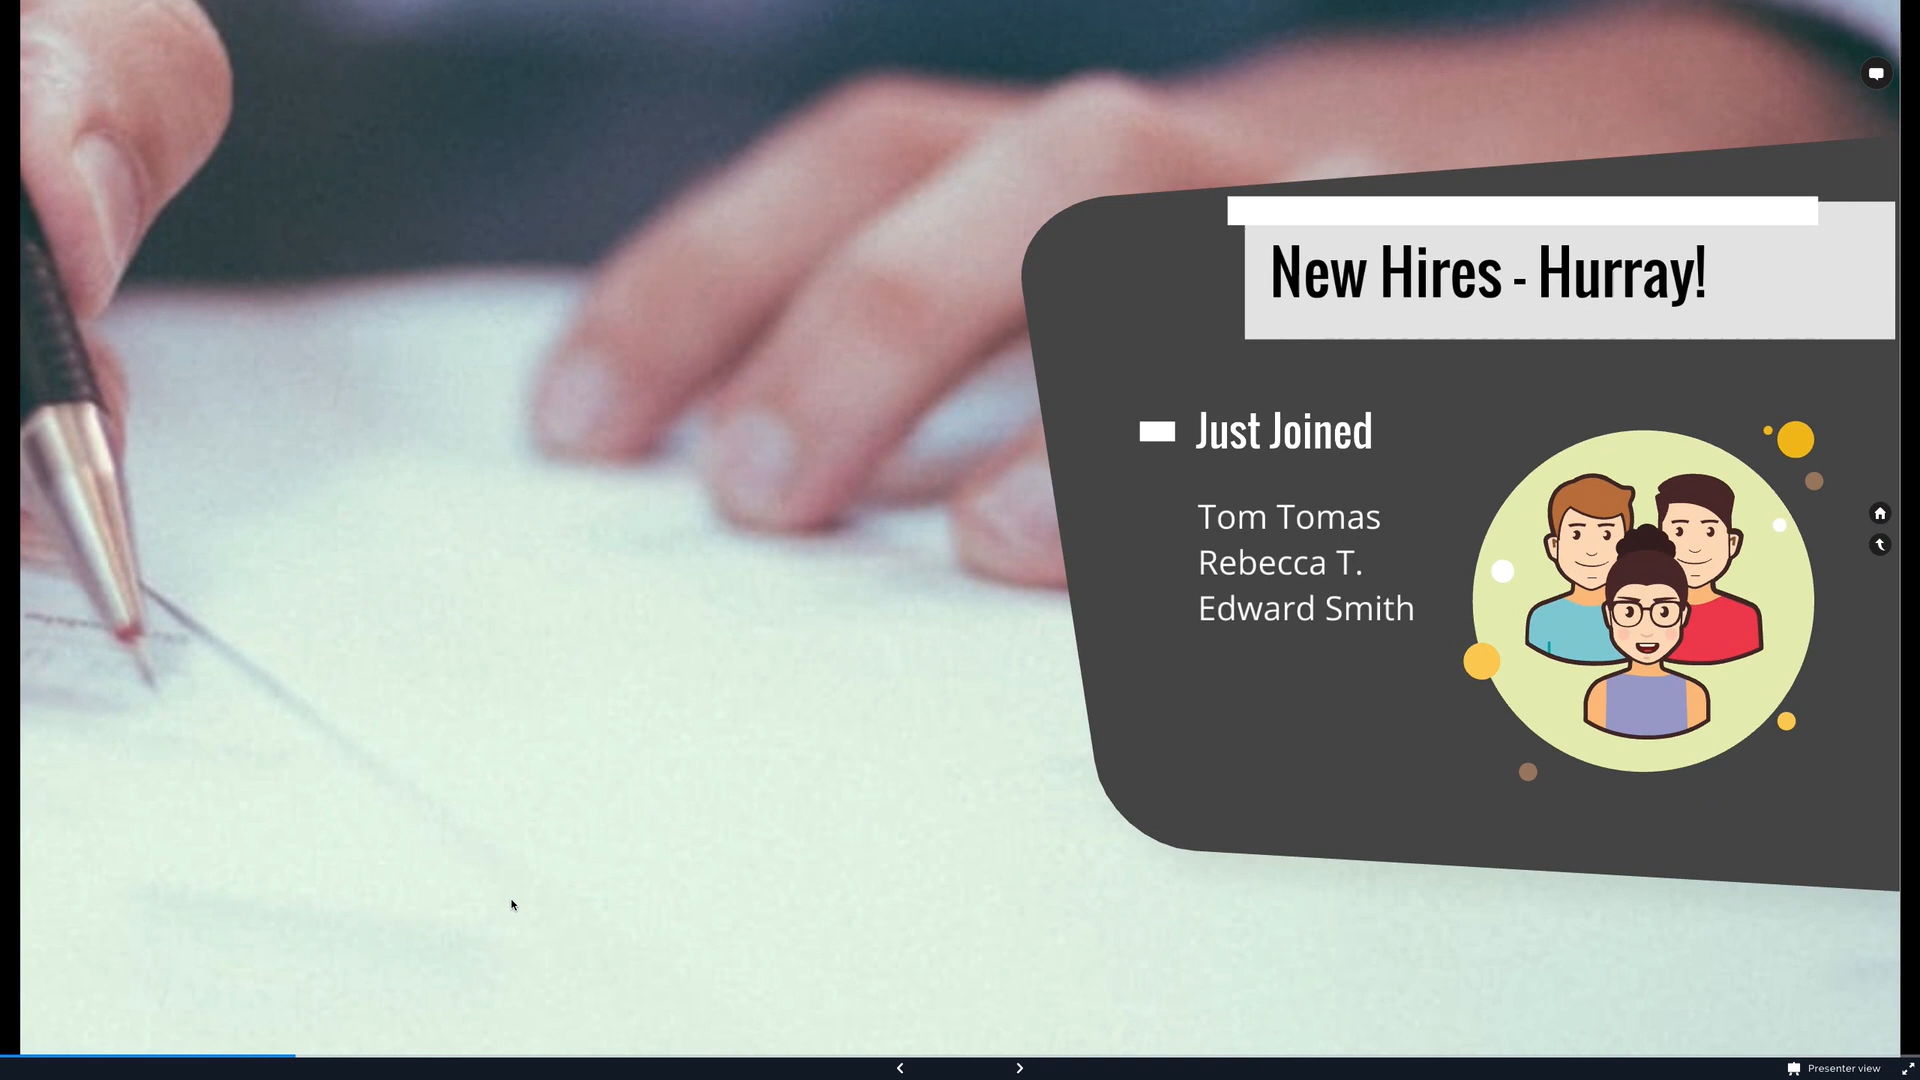 New Hires - Hurray!
Just Joined
Tom Tomas
Rebecca T.
Edward Smith
Presenter view